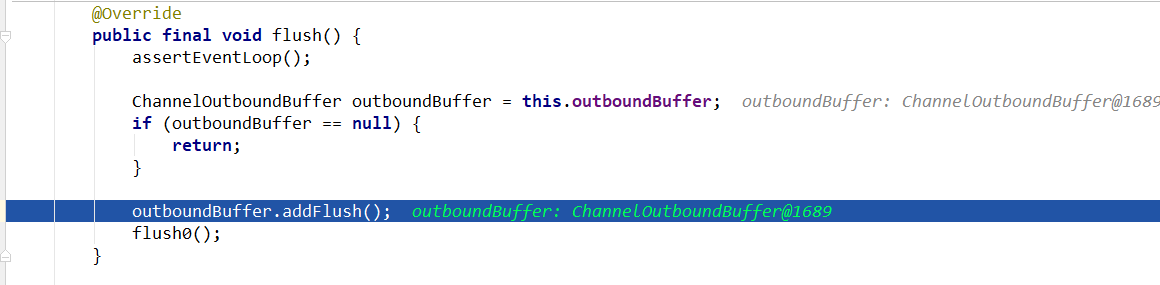 @Override
public final void flush() {
assertEventLoop();
ChannelOutboundBuffer outboundBuffer = this.outboundBuffer; outboundBuffer: ChannelOutboundBuffer@1689
if (outboundBuffer == null) {
return;
}
outboundBuffer.addFlush(); outboundBuffer: ChannelOutboundBuffer@1689
flush0();
}